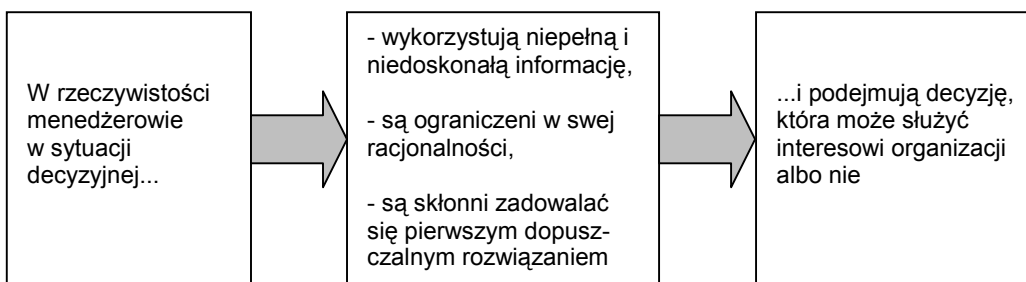 W rzeczywistości
menedżerowie
w sytuacji
decyzyjnej...
- wykorzystują niepełną i
niedoskonałą informację,
- są ograniczeni w swej
racjonalności,
- są skłonni zadowalać
się pierwszym dopusz-
czalnym rozwiązaniem
...i podejmują decyzję,
która może służyć
interesowi organizacji
albo nie